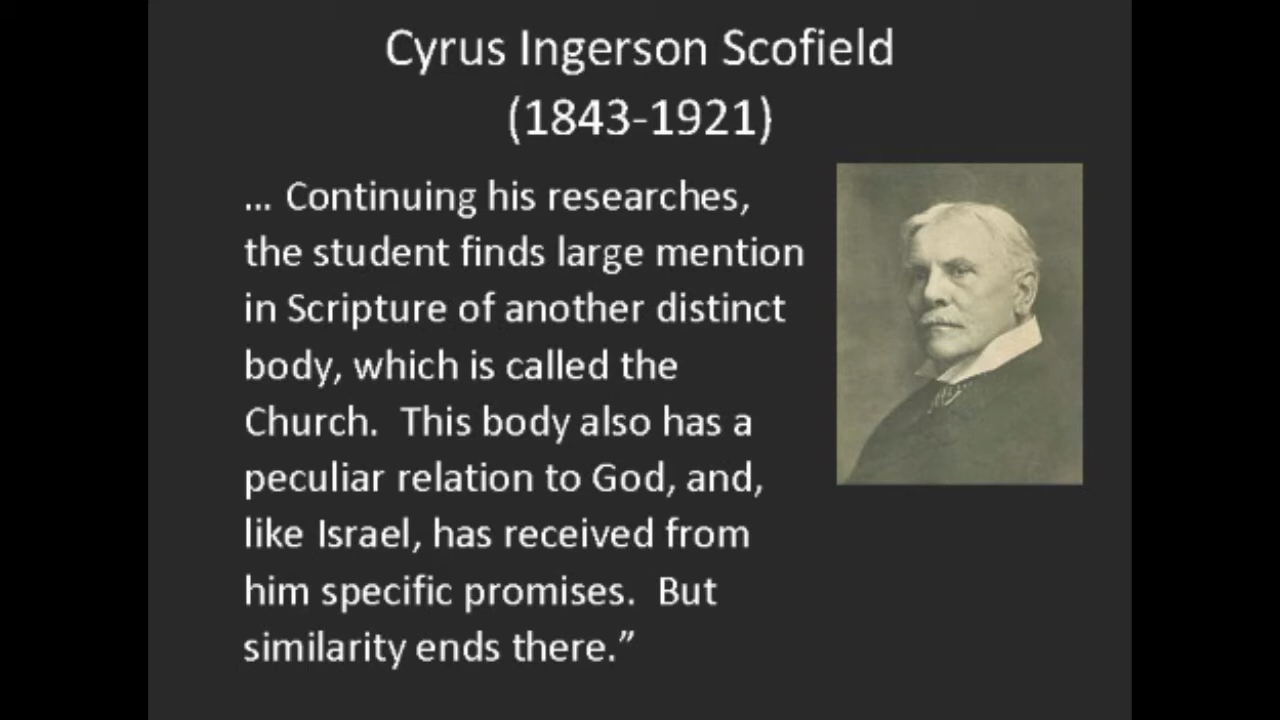 Cyrus Ingerson Scofield
(1843-1921)
... Continuing his researches,
the student finds large mention
in Scripture of another distinct
body, which is called the
Church.  This body also has a
peculiar relation to God, and,
like Israel, has received from
him specific promises.  But
similarity ends there.”